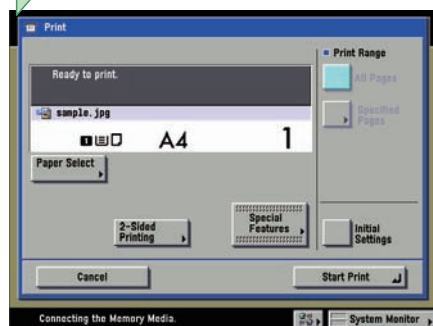 Print
Print Range
Ready to print.
All Pages
sample.jpg
Specified
Pages
1 A4 1
Paper Select
2-Sided
Printing
Special
Features
Initial
Settings
Cancel
Start Print
Connecting the Memory Media.
System Monitor